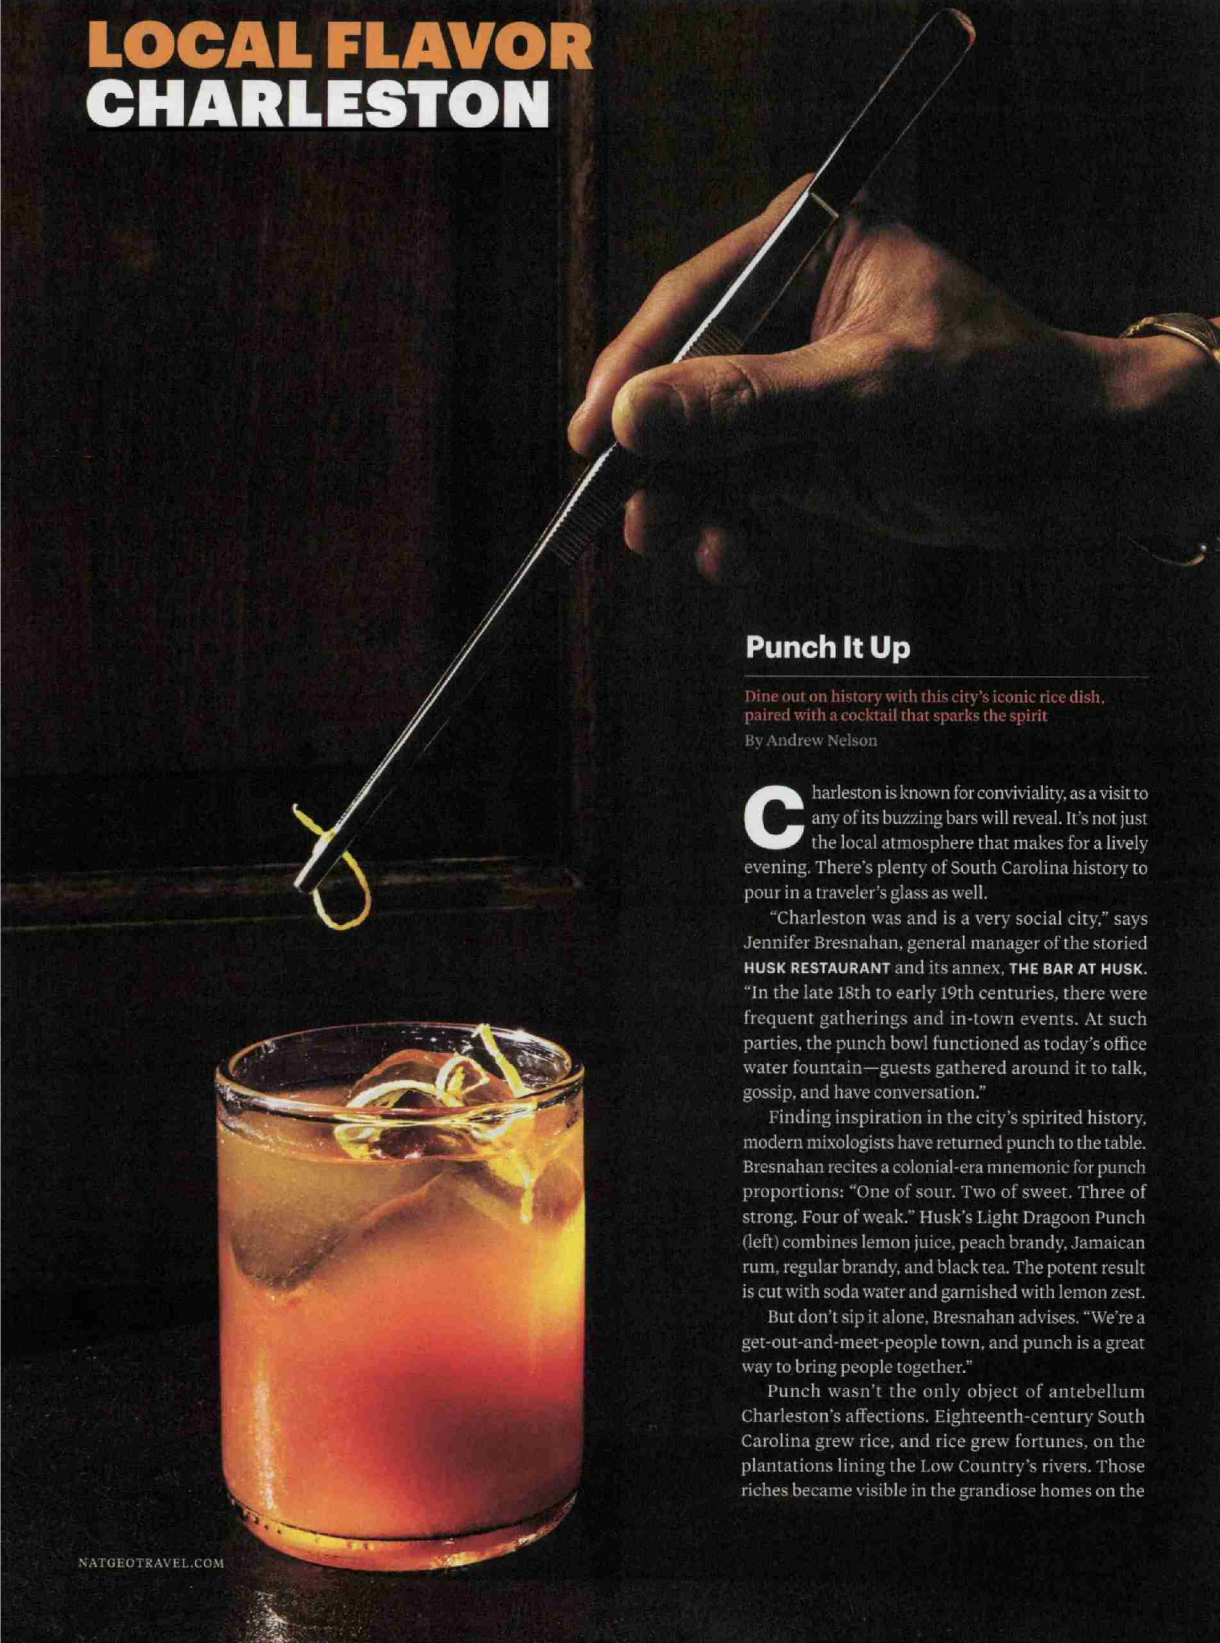 LOCAL FLAVOR
CHARLESTON
Punch It Up
Dine out on history with this city's iconic rice dish,
paired with a cocktail that sparks the spirit
By Andrew Nelson
Charleston is known for conviviality, as a visit to
any of its buzzing bars will reveal. It's not just
the local atmosphere that makes for a lively
evening. There's plenty of South Carolina history to
pour in a traveler's glass as well.
"Charleston was and is a very social city," says
Jennifer Bresnahan, general manager of the storied
HUSK RESTAURANT and its annex, THE BAR AT HUSK.
"In the late 18th to early 19th centuries, there were
frequent gatherings and in-town events. At such
parties, the punch bowl functioned as today's office
water fountain—guests gathered around it to talk,
gossip, and have conversation."
Finding inspiration in the city's spirited history,
modern mixologists have returned punch to the table.
Bresnahan recites a colonial-era mnemonic for punch
proportions: "One of sour. Two of sweet. Three of
strong. Four of weak." Husk's Light Dragoon Punch
(left) combines lemon juice, peach brandy, Jamaican
rum, regular brandy, and black tea. The potent result
is cut with soda water and garnished with lemon zest.
But don't sip it alone, Bresnahan advises. "We're a
get-out-and-meet-people town, and punch is a great
way to bring people together."
Punch wasn't the only object of antebellum
Charleston's affections. Eighteenth-century South
Carolina grew rice, and rice grew fortunes, on the
plantations lining the Low Country's rivers. Those
riches became visible in the grandiose homes on the
NATGEOTRAVEL.COM